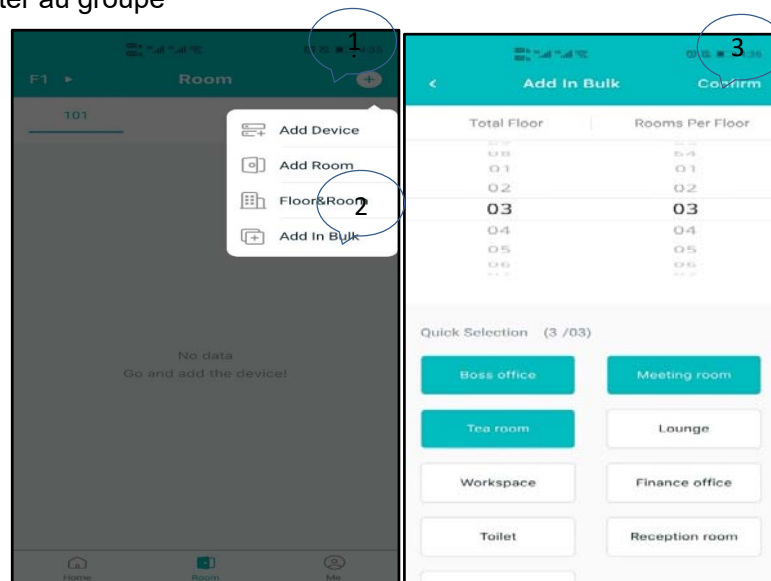 ter au groupe
1
F1 ▸ Room +
101
Add Device
Add Room
Floor&Room
2
Add In Bulk
No data
Go and add the device!
Home Room Me
3
< Add In Bulk Confirm
Total Floor Rooms Per Floor
01 01
02 02
03 03
04 04
05 05
06 06
Quick Selection (3 /03)
Boss office Meeting room
Tea room Lounge
Workspace Finance office
Toilet Reception room